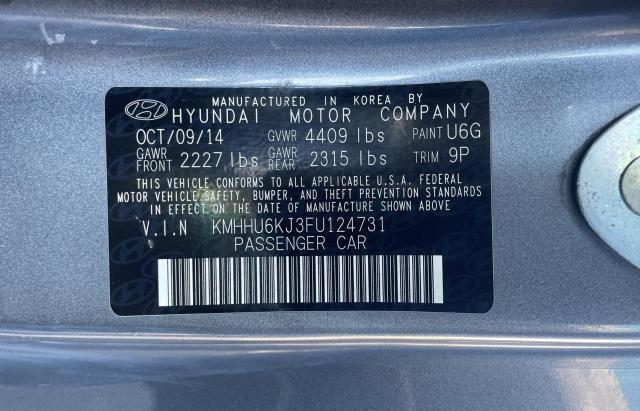 MANUFACTURED IN KOREA BY
HYUNDAI MOTOR COMPANY
OCT/09/14 GVWR 4409 lbs PAINT U6G
GAWR FRONT 2227 lbs GAWR REAR 2315 lbs TRIM 9P
THIS VEHICLE CONFORMS TO ALL APPLICABLE U.S.A. FEDERAL
MOTOR VEHICLE SAFETY, BUMPER, AND THEFT PREVENTION STANDARDS
IN EFFECT ON THE DATE OF MANUFACTURE SHOWN ABOVE.
V.I.N KMHHU6KJ3FU124731
PASSENGER CAR